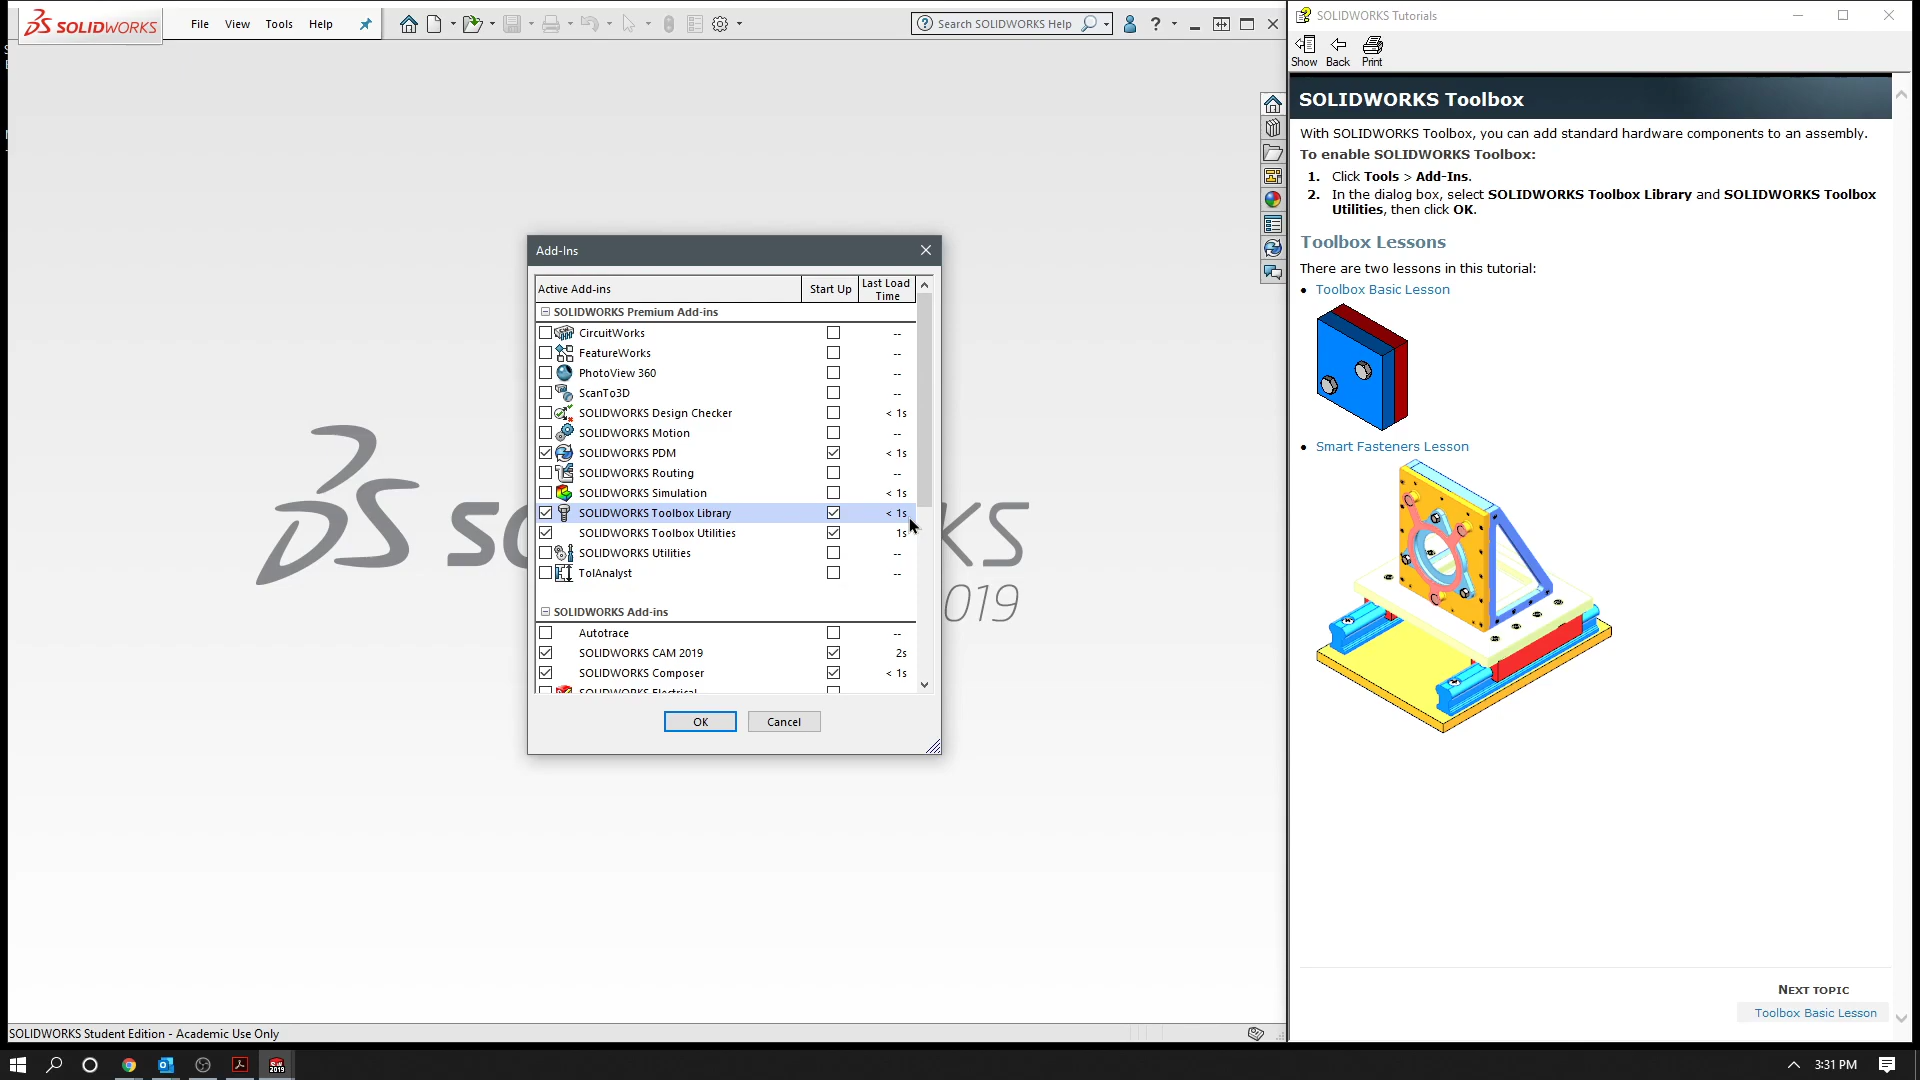 SOLIDWORKS
File View Tools Help
Search SOLIDWORKS Help
?
SOLIDWORKS Tutorials
Show Back Print
SOLIDWORKS Toolbox
With SOLIDWORKS Toolbox, you can add standard hardware components to an assembly.
To enable SOLIDWORKS Toolbox:
1. Click Tools > Add-Ins.
2. In the dialog box, select SOLIDWORKS Toolbox Library and SOLIDWORKS Toolbox
Utilities, then click OK.
Toolbox Lessons
There are two lessons in this tutorial:
• Toolbox Basic Lesson
• Smart Fasteners Lesson
NEXT TOPIC
Toolbox Basic Lesson
Add-Ins
Active Add-ins Start Up Last Load
Time
SOLIDWORKS Premium Add-ins
CircuitWorks --
FeatureWorks --
PhotoView 360 --
ScanTo3D --
SOLIDWORKS Design Checker < 1s
SOLIDWORKS Motion --
SOLIDWORKS PDM < 1s
SOLIDWORKS Routing --
SOLIDWORKS Simulation < 1s
SOLIDWORKS Toolbox Library < 1s
SOLIDWORKS Toolbox Utilities 1s
SOLIDWORKS Utilities --
TolAnalyst --
SOLIDWORKS Add-ins
Autotrace --
SOLIDWORKS CAM 2019 2s
SOLIDWORKS Composer < 1s
SOLIDWORKS Electrical
OK Cancel
SO KS
019
SOLIDWORKS Student Edition - Academic Use Only
2019
3:31 PM